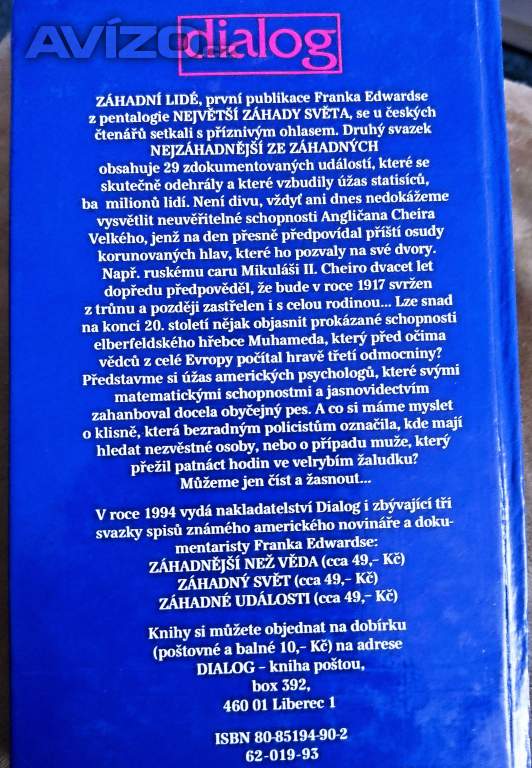 AVÍZO.cz
dialog
ZÁHADNÍ LIDÉ, první publikace Franka Edwardse
z pentalogie NEJVĚTŠÍ ZÁHADY SVĚTA, se u českých
čtenářů setkali s příznivým ohlasem. Druhý svazek
NEJZÁHADNĚJŠÍ ZE ZÁHADNÝCH
obsahuje 29 zdokumentovaných událostí, které se
skutečně odehrály a které vzbudily úžas statisíců,
ba milionů lidí. Není divu, vždyť ani dnes nedokážeme
vysvětlit neuvěřitelné schopnosti Angličana Cheira
Velkého, jenž na den přesně předpovídal příští osudy
korunovaných hlav, které ho pozvaly na své dvory.
Např. ruskému caru Mikuláši II. Cheiro dvacet let
dopředu předpověděl, že bude v roce 1917 svržen
z trůnu a později zastřelen i s celou rodinou... Lze snad
na konci 20. století nějak objasnit prokázané schopnosti
elberfeldského hřebce Muhameda, který před očima
vědců z celé Evropy počítal hravě třetí odmocniny?
Představme si úžas amerických psychologů, které svými
matematickými schopnostmi a jasnovidectvím
zahanboval docela obyčejný pes. A co si máme myslet
o klisně, která bezradným policistům označila, kde mají
hledat nezvěstné osoby, nebo o případu muže, který
přežil patnáct hodin ve velrybím žaludku?
Můžeme jen číst a žasnout...
V roce 1994 vydá nakladatelství Dialog i zbývající tři
svazky spisů známého amerického novináře a doku-
mentaristy Franka Edwardse:
ZÁHADNĚJŠÍ NEŽ VĚDA (cca 49,– Kč)
ZÁHADNÝ SVĚT (cca 49,– Kč)
ZÁHADNÉ UDÁLOSTI (cca 49,– Kč)
Knihy si můžete objednat na dobírku
(poštovné a balné 10,– Kč) na adrese
DIALOG – kniha poštou,
box 392,
460 01 Liberec 1
ISBN 80-85194-90-2
62-019-93